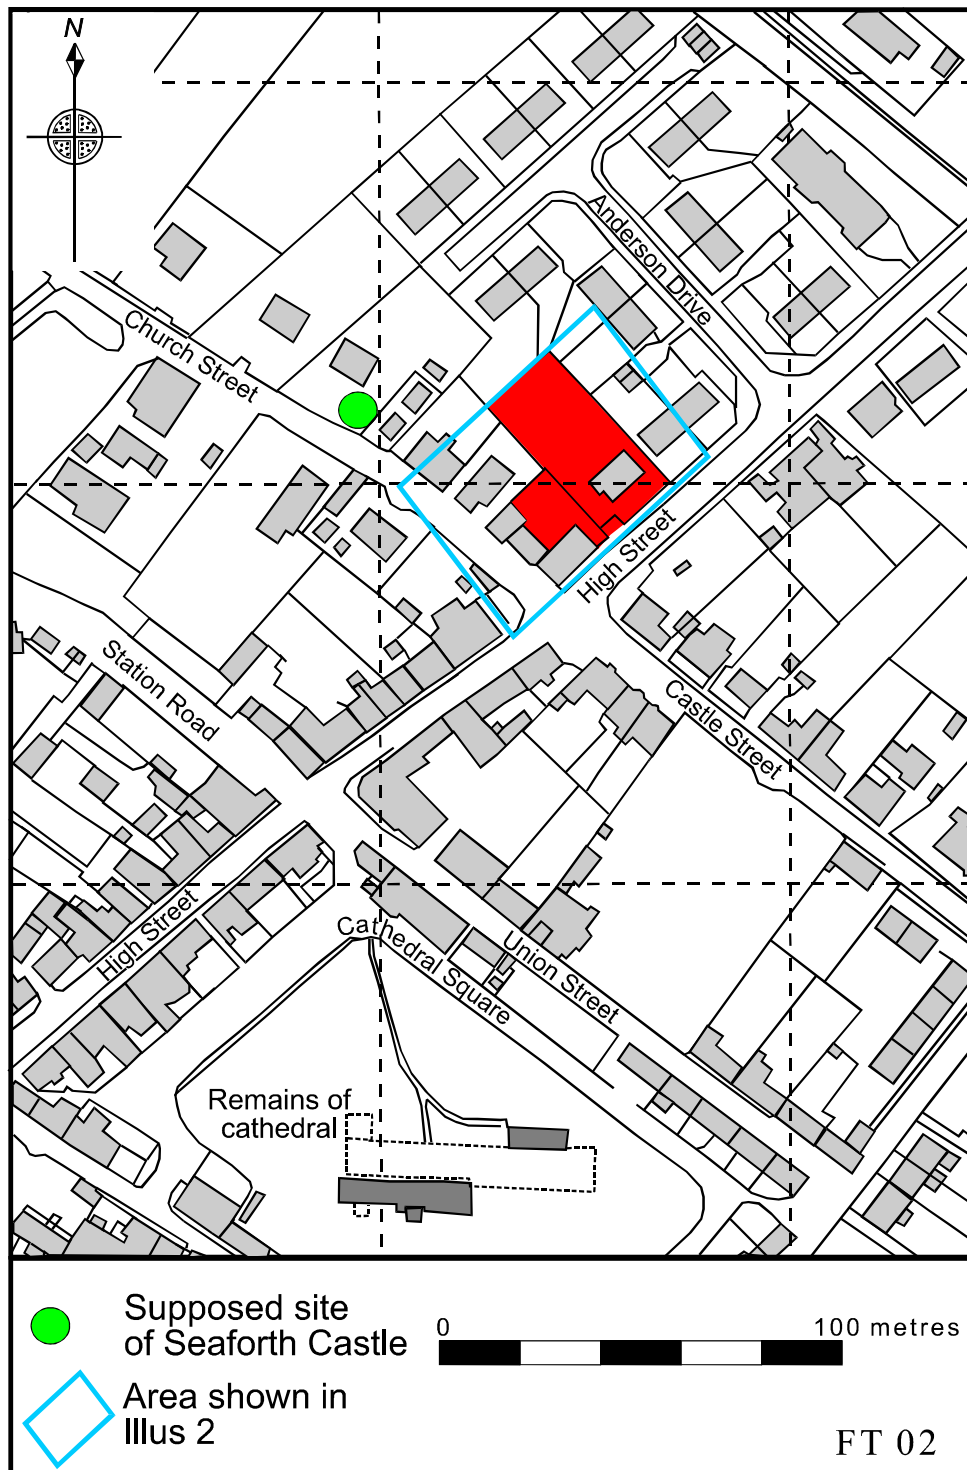 N
Anderson Drive
Church Street
High Street
Station Road
Castle Street
High Street
Cathedral Square
Union Street
Remains of
cathedral
Supposed site
of Seaforth Castle
0 100 metres
Area shown in
Illus 2
FT 02